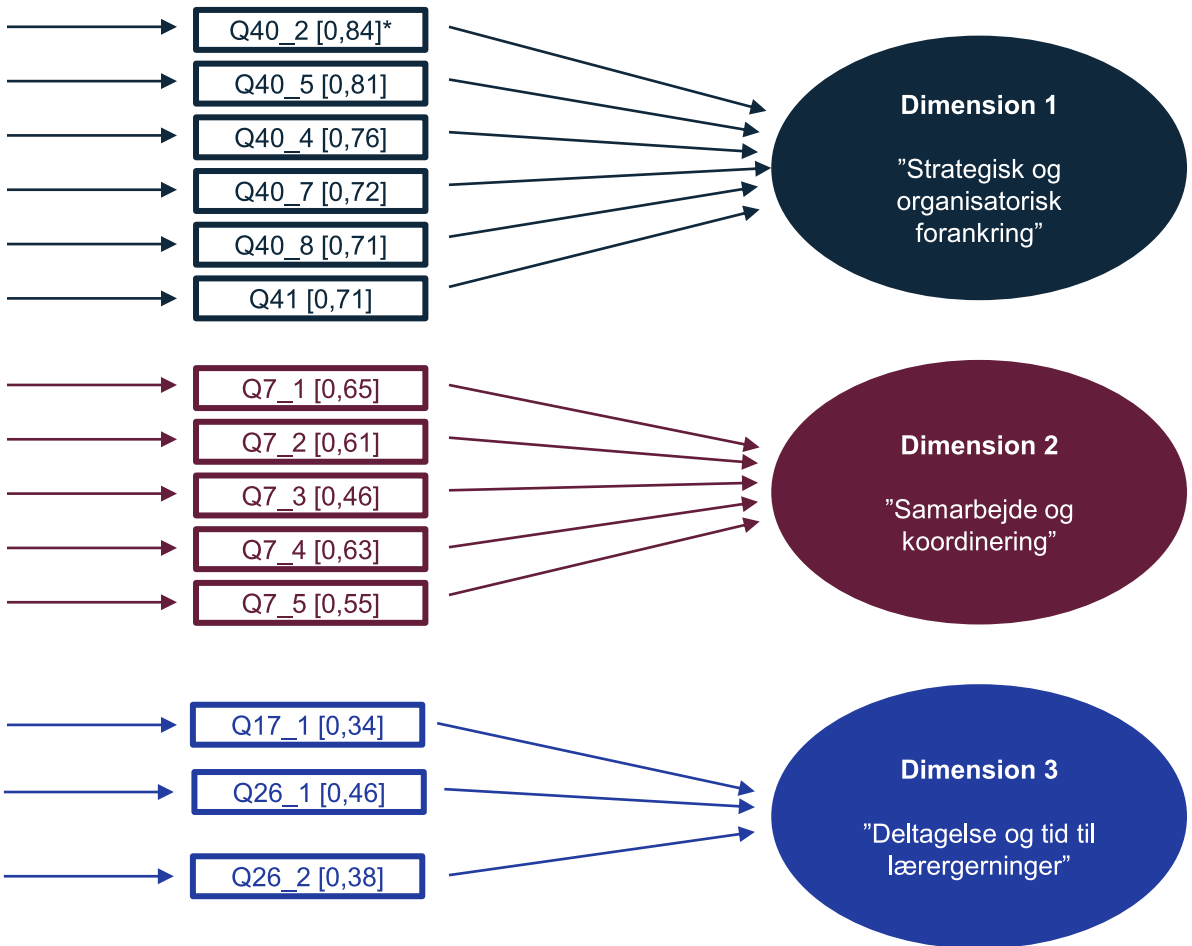 Q40_2 [0,84]*
Q40_5 [0,81]
Q40_4 [0,76]
Q40_7 [0,72]
Q40_8 [0,71]
Q41 [0,71]
Dimension 1
”Strategisk og
organisatorisk
forankring”
Q7_1 [0,65]
Q7_2 [0,61]
Q7_3 [0,46]
Q7_4 [0,63]
Q7_5 [0,55]
Dimension 2
”Samarbejde og
koordinering”
Q17_1 [0,34]
Q26_1 [0,46]
Q26_2 [0,38]
Dimension 3
”Deltagelse og tid til
lærergerninger”